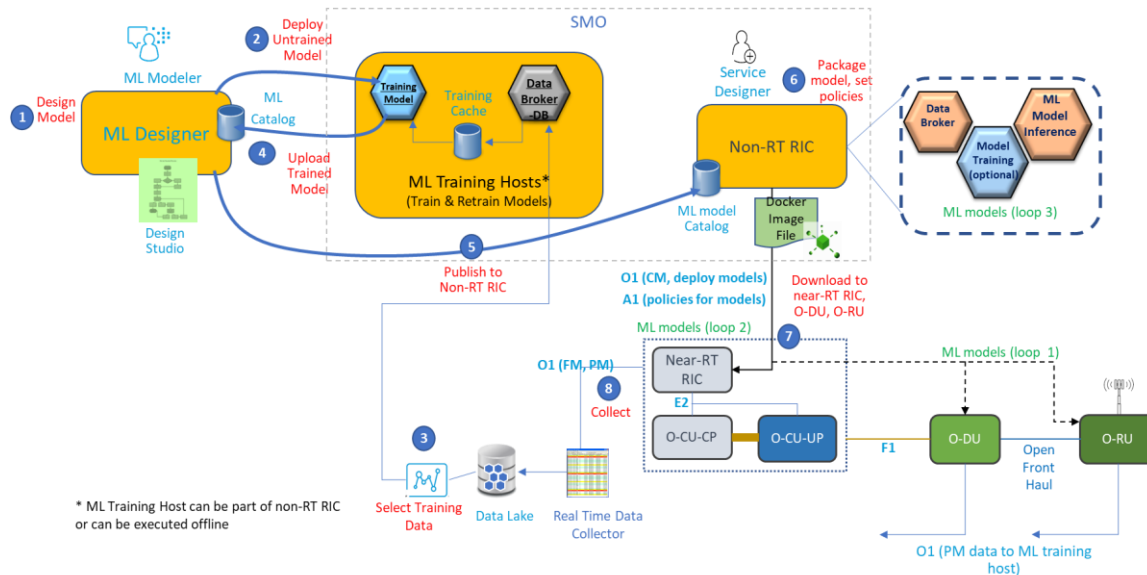 SMO
2
Deploy
Untrained
Model
ML Modeler
1
Design
Model
ML Designer
ML
Catalog
4
Upload
Trained
Model
Design
Studio
Training
Model
Training
Cache
Data
Broker
-DB
ML Training Hosts*
(Train & Retrain Models)
Service
Designer
6
Package
model, set
policies
Non-RT RIC
ML model
Catalog
Docker
Image
File
Data
Broker
ML
Model
Inference
Model
Training
(optional)
ML models (loop 3)
5
Publish to
Non-RT RIC
O1 (CM, deploy models)
A1 (policies for models)
Download to
near-RT RIC,
O-DU, O-RU
7
ML models (loop 2)
ML models (loop 1)
O1 (FM, PM)
8
Collect
Near-RT
RIC
E2
O-CU-CP
O-CU-UP
F1
O-DU
Open
Front
Haul
O-RU
3
Select Training
Data
Data Lake
Real Time Data
Collector
* ML Training Host can be part of non-RT RIC
or can be executed offline
O1 (PM data to ML training
host)